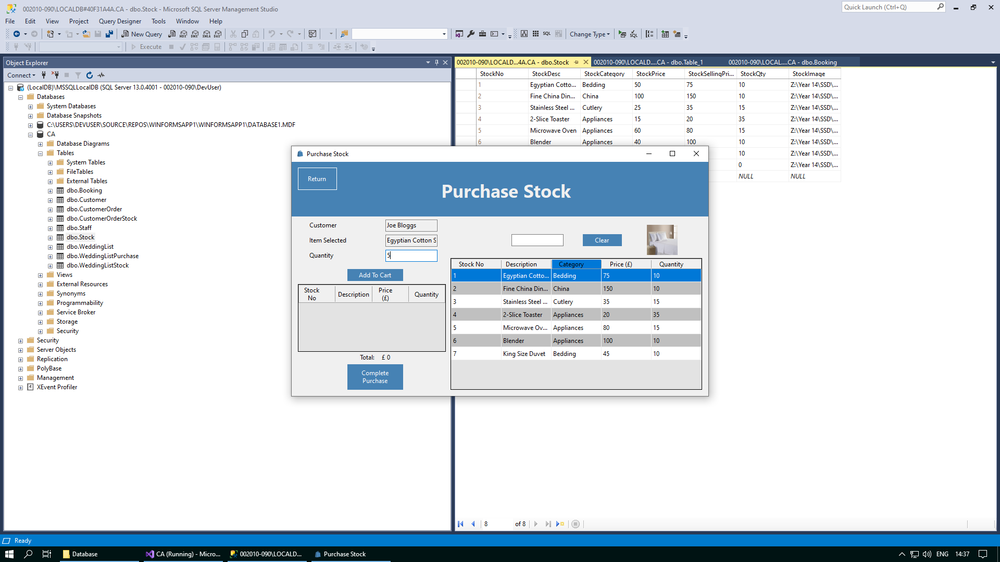 002010-090\LOCALDB#40F31A4A.CA - dbo.Stock - Microsoft SQL Server Management Studio
Quick Launch (Ctrl+Q)
File Edit View Project Query Designer Tools Window Help
New Query MDX DMX XMLA DAX SQL Change Type
Execute
Object Explorer
Connect
(LocalDB)\MSSQLLocalDB (SQL Server 13.0.4001 - 002010-090\DevUser)
Databases
System Databases
Database Snapshots
C:\USERS\DEVUSER\SOURCE\REPOS\WINFORMSAPP1\WINFORMSAPP1\DATABASE1.MDF
CA
Database Diagrams
Tables
System Tables
FileTables
External Tables
dbo.Booking
dbo.Customer
dbo.CustomerOrder
dbo.CustomerOrderStock
dbo.Staff
dbo.Stock
dbo.WeddingList
dbo.WeddingListPurchase
dbo.WeddingListStock
Views
External Resources
Synonyms
Programmability
Service Broker
Storage
Security
Security
Server Objects
Replication
PolyBase
Management
XEvent Profiler
002010-090\LOCALD...4A.CA - dbo.Stock 002010-090\LOCALD....CA - dbo.Table_1 002010-090\LOCAL....CA - dbo.Booking
StockNo StockDesc StockCategory StockPrice StockSellingPri... StockQty StockImage
1 Egyptian Cotto... Bedding 50 75 10 Z:\Year 14\SSD\...
2 Fine China Din... China 100 150 10 Z:\Year 14\SSD\...
3 Stainless Steel ... Cutlery 25 35 15 Z:\Year 14\SSD\...
4 2-Slice Toaster Appliances 15 20 35 Z:\Year 14\SSD\...
5 Microwave Oven Appliances 60 80 15 Z:\Year 14\SSD\...
6 Blender Appliances 40 100 10 Z:\Year 14\SSD\...
10 Z:\Year 14\SSD\...
0 Z:\Year 14\SSD\...
NULL NULL
Purchase Stock
Return
Purchase Stock
Customer Joe Bloggs
Item Selected Egyptian Cotton S
Quantity 5
Clear
Add To Cart
Stock No Description Price (£) Quantity
Total: £ 0
Complete Purchase
Stock No Description Category Price (£) Quantity
1 Egyptian Cotto... Bedding 75 10
2 Fine China Din... China 150 10
3 Stainless Steel ... Cutlery 35 15
4 2-Slice Toaster Appliances 20 35
5 Microwave Ov... Appliances 80 15
6 Blender Appliances 100 10
7 King Size Duvet Bedding 45 10
8 of 8
Ready
Database CA (Running) - Micro... 002010-090\LOCALD... Purchase Stock ENG 14:37